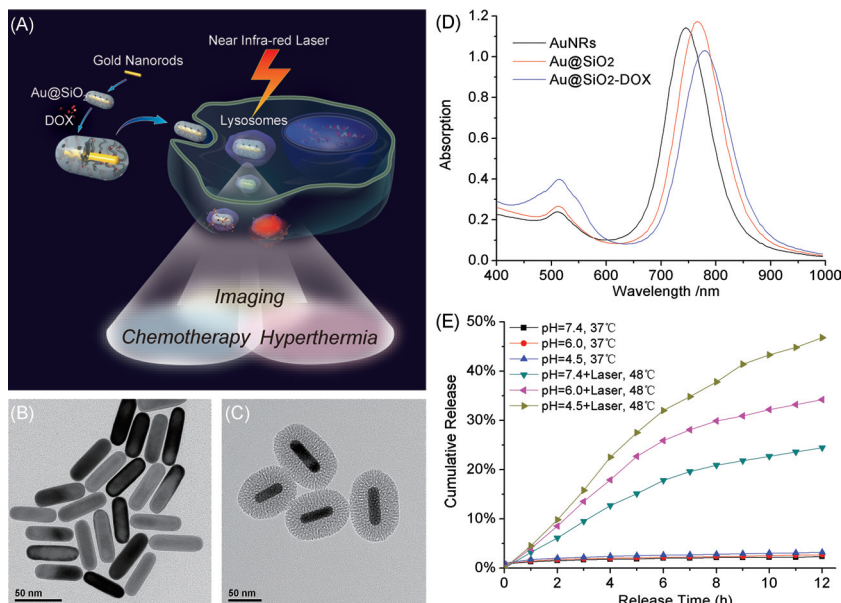 (A)
Near Infra-red Laser
Gold Nanorods
Au@SiO
DOX
Lysosomes
Imaging
Chemotherapy
Hyperthermia
(B)
50 nm
(C)
50 nm
(D)
AuNRs
Au@SiO2
Au@SiO2-DOX
Absorption
1.2
1.0
0.8
0.6
0.4
0.2
0.0
400 500 600 700 800 900 1000
Wavelength /nm
(E)
pH=7.4, 37℃
pH=6.0, 37℃
pH=4.5, 37℃
pH=7.4+Laser, 48℃
pH=6.0+Laser, 48℃
pH=4.5+Laser, 48℃
Cumulative Release
50%
40%
30%
20%
10%
0%
0 2 4 6 8 10 12
Release Time (h)